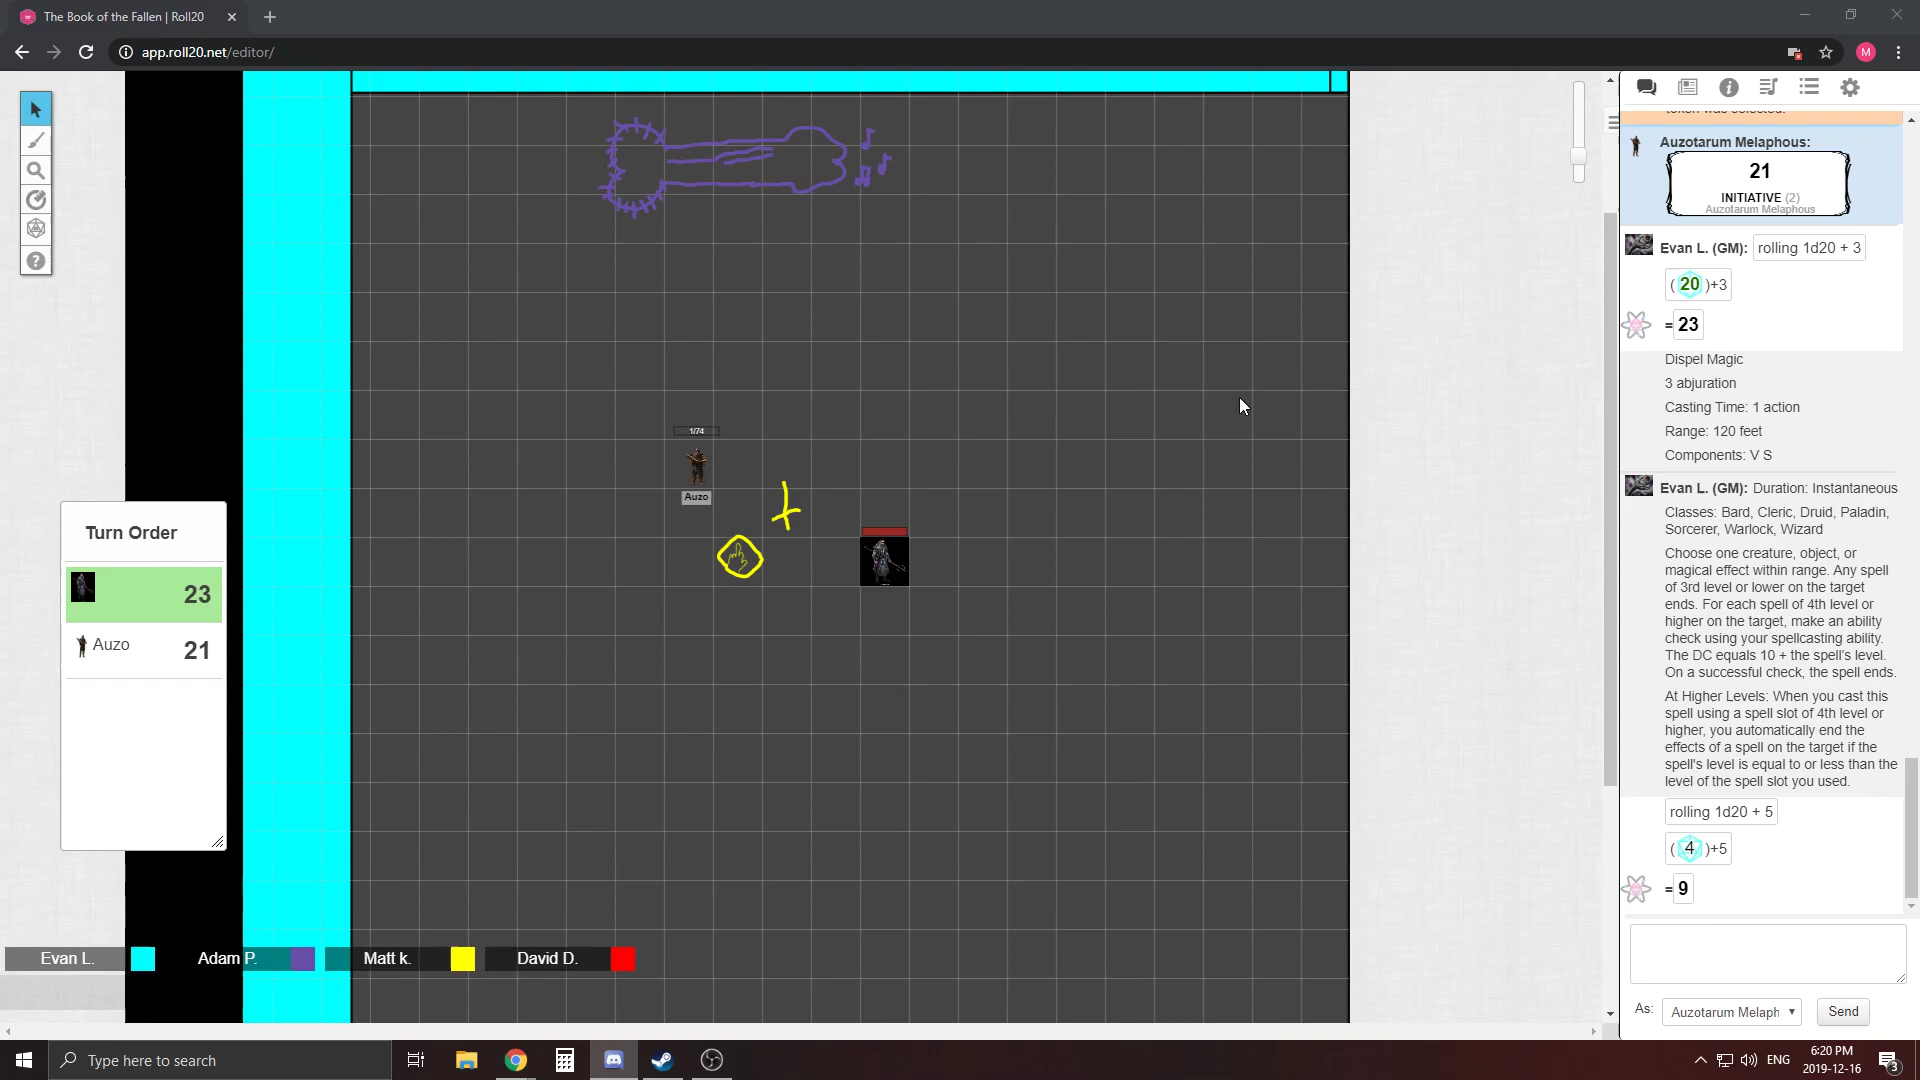 The Book of the Fallen | Roll20
app.roll20.net/editor/
M
token was selected.
Auzotarum Melaphous:
21
INITIATIVE (2)
Auzotarum Melaphous
Evan L. (GM): rolling 1d20 + 3
(20)+3
=23
Dispel Magic
3 abjuration
Casting Time: 1 action
Range: 120 feet
Components: V S
Evan L. (GM): Duration: Instantaneous
Classes: Bard, Cleric, Druid, Paladin,
Sorcerer, Warlock, Wizard
Choose one creature, object, or
magical effect within range. Any spell
of 3rd level or lower on the target
ends. For each spell of 4th level or
higher on the target, make an ability
check using your spellcasting ability.
The DC equals 10 + the spell's level.
On a successful check, the spell ends.
At Higher Levels: When you cast this
spell using a spell slot of 4th level or
higher, you automatically end the
effects of a spell on the target if the
spell's level is equal to or less than the
level of the spell slot you used.
rolling 1d20 + 5
(4)+5
=9
As: Auzotarum Melaph
Send
1/74
Auzo
Turn Order
23
Auzo 21
Evan L. Adam P. Matt k. David D.
Type here to search
ENG
6:20 PM
2019-12-16
3